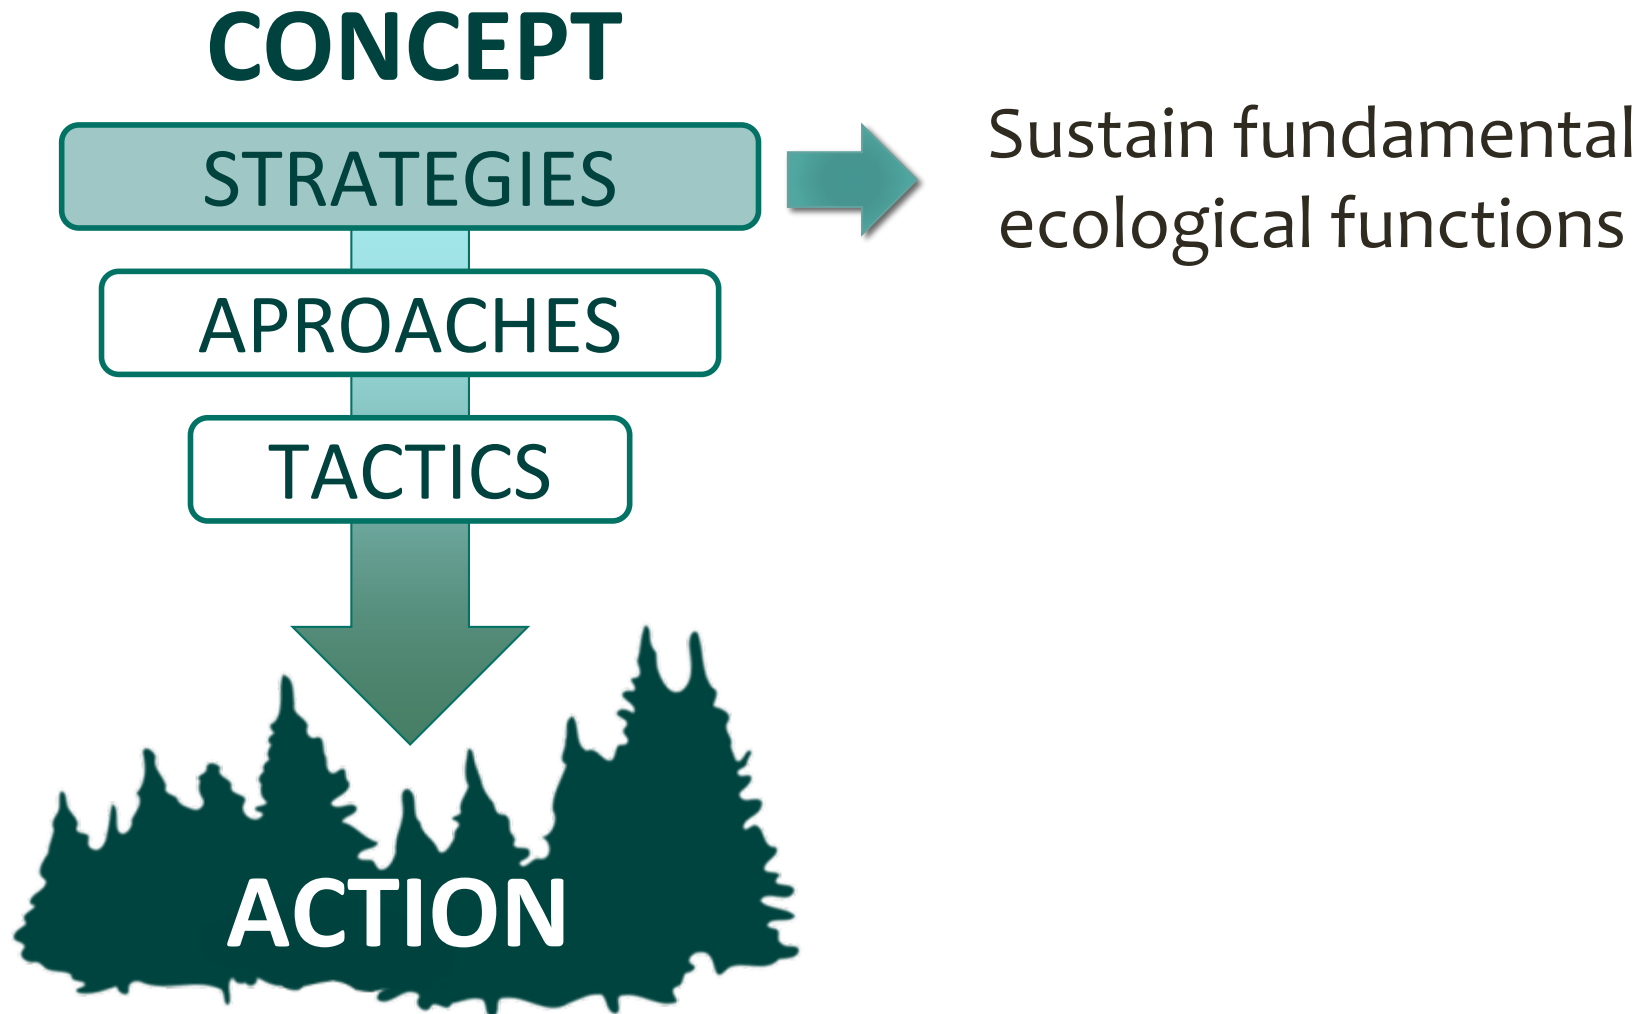 CONCEPT
STRATEGIES
Sustain fundamental
ecological functions
APROACHES
TACTICS
ACTION